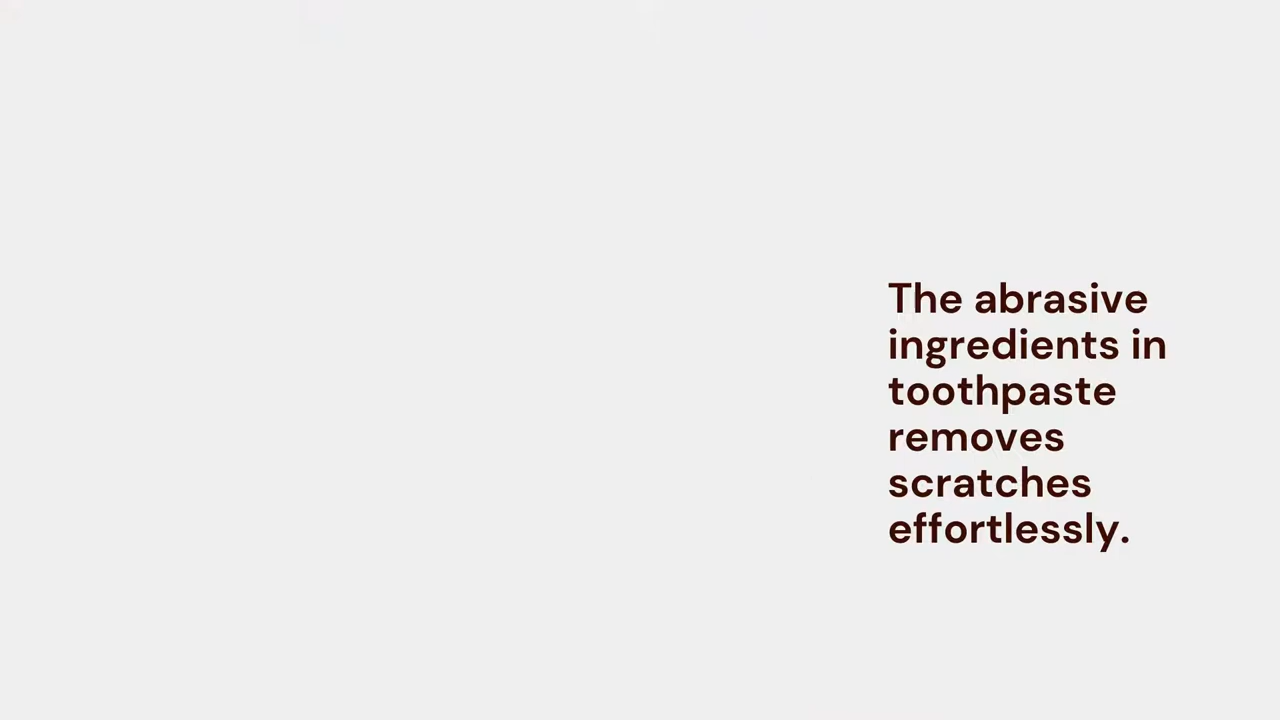 The abrasive
ingredients in
toothpaste
removes
scratches
effortlessly.